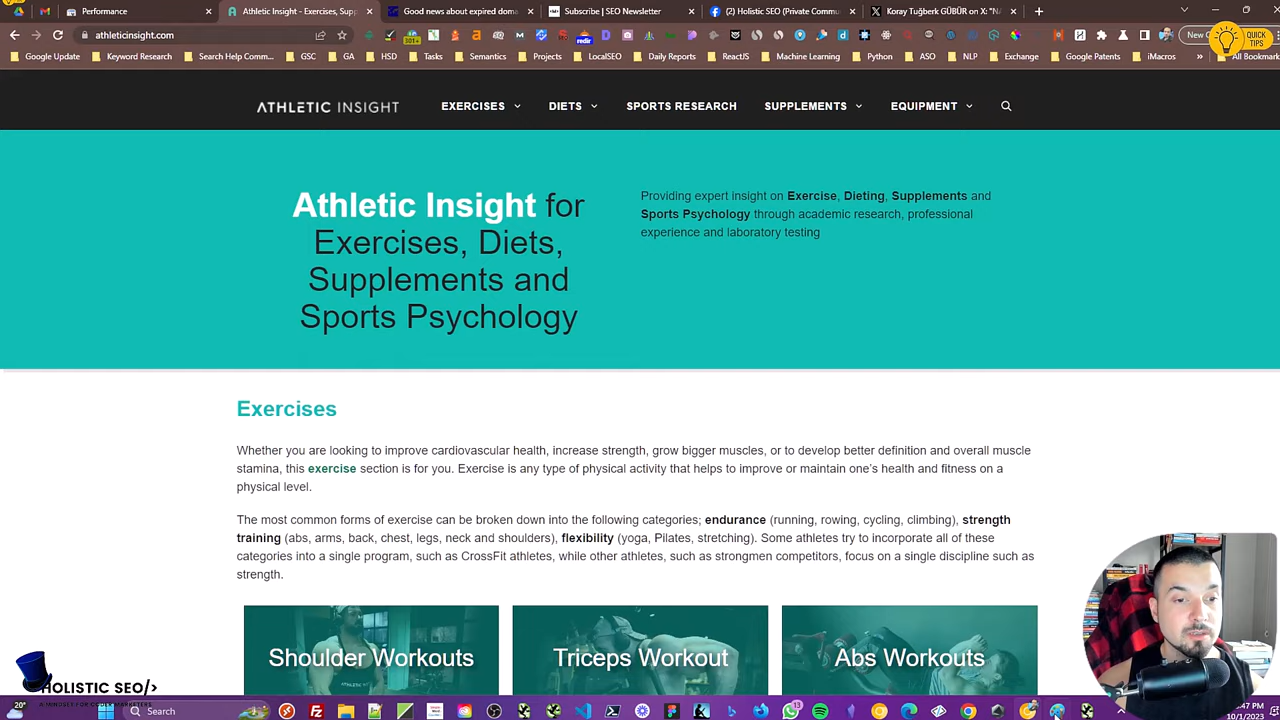 Performance
Athletic Insight - Exercises, Sup
Good news about expired dom
Subscribe | SEO Newsletter
(2) Holistic SEO (Private Commu
Koray Tuğberk GÜBÜR on X: "N
athleticinsight.com
QUICK
TIPS
Google Update
Keyword Research
Search Help Comm...
GSC
GA
HSD
Tasks
Semantics
Projects
LocalSEO
Daily Reports
ReactJS
Machine Learning
Python
ASO
NLP
Exchange
Google Patents
iMacros
All Bookmark
ATHLETIC INSIGHT
EXERCISES
DIETS
SPORTS RESEARCH
SUPPLEMENTS
EQUIPMENT
Athletic Insight for
Exercises, Diets,
Supplements and
Sports Psychology
Providing expert insight on Exercise, Dieting, Supplements and
Sports Psychology through academic research, professional
experience and laboratory testing
Exercises
Whether you are looking to improve cardiovascular health, increase strength, grow bigger muscles, or to develop better definition and overall muscle
stamina, this exercise section is for you. Exercise is any type of physical activity that helps to improve or maintain one's health and fitness on a
physical level.
The most common forms of exercise can be broken down into the following categories; endurance (running, rowing, cycling, climbing), strength
training (abs, arms, back, chest, legs, neck and shoulders), flexibility (yoga, Pilates, stretching). Some athletes try to incorporate all of these
categories into a single program, such as CrossFit athletes, while other athletes, such as strongmen competitors, focus on a single discipline such as
strength.
Shoulder Workouts
Triceps Workout
Abs Workouts
HOLISTIC SEO/>
A MINDSET FOR CODER MARKETERS
20°
Search
:47 PM
10/1/2023